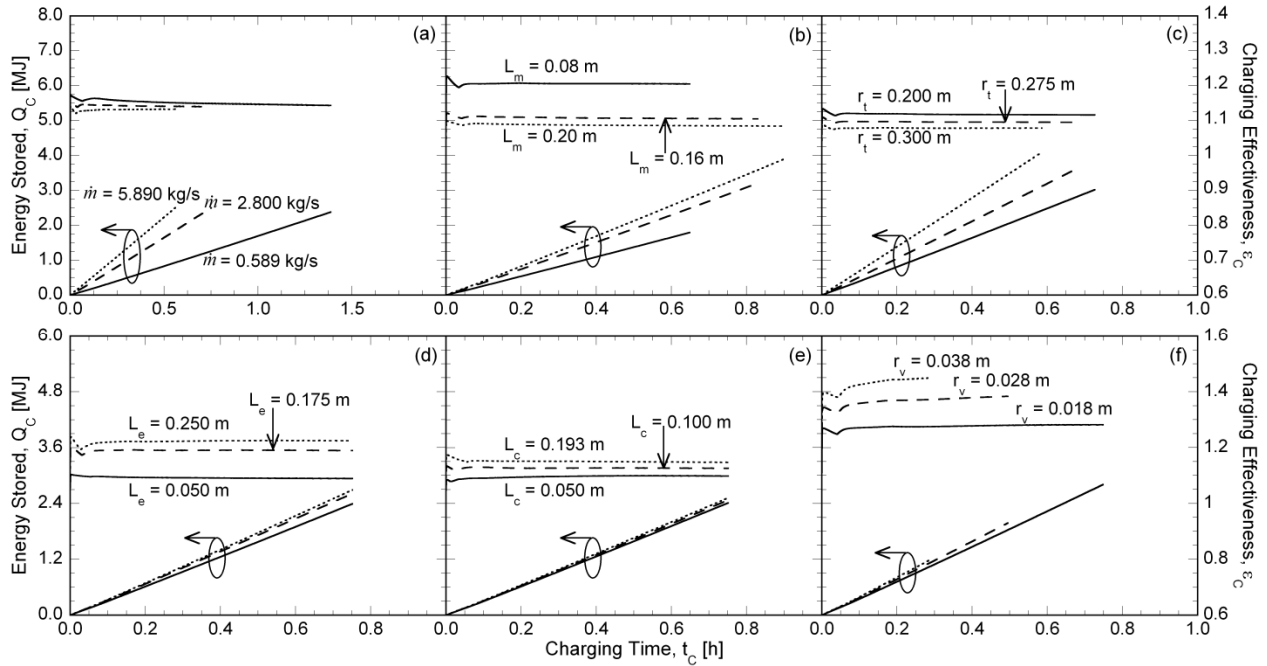 Energy Stored, Q_C [MJ]
8.0
7.0
6.0
5.0
4.0
3.0
2.0
1.0
0.0
(a)
ṁ = 5.890 kg/s
ṁ = 2.800 kg/s
ṁ = 0.589 kg/s
0.0
0.5
1.0
1.5
(b)
L_m = 0.08 m
L_m = 0.20 m
L_m = 0.16 m
0.0
0.2
0.4
0.6
0.8
(c)
r_t = 0.200 m
r_t = 0.275 m
r_t = 0.300 m
0.0
0.2
0.4
0.6
0.8
1.0
1.4
1.3
1.2
1.1
1
0.9
0.8
0.7
0.6
Charging Effectiveness, ε_C
Energy Stored, Q_C [MJ]
6.0
4.8
3.6
2.4
1.2
0.0
(d)
L_e = 0.250 m
L_e = 0.175 m
L_e = 0.050 m
0.0
0.2
0.4
0.6
0.8
(e)
L_c = 0.193 m
L_c = 0.100 m
L_c = 0.050 m
0.0
0.2
0.4
0.6
0.8
(f)
r_v = 0.038 m
r_v = 0.028 m
r_v = 0.018 m
0.0
0.2
0.4
0.6
0.8
1.0
1.6
1.4
1.2
1
0.8
0.6
Charging Effectiveness, ε_C
Charging Time, t_C [h]